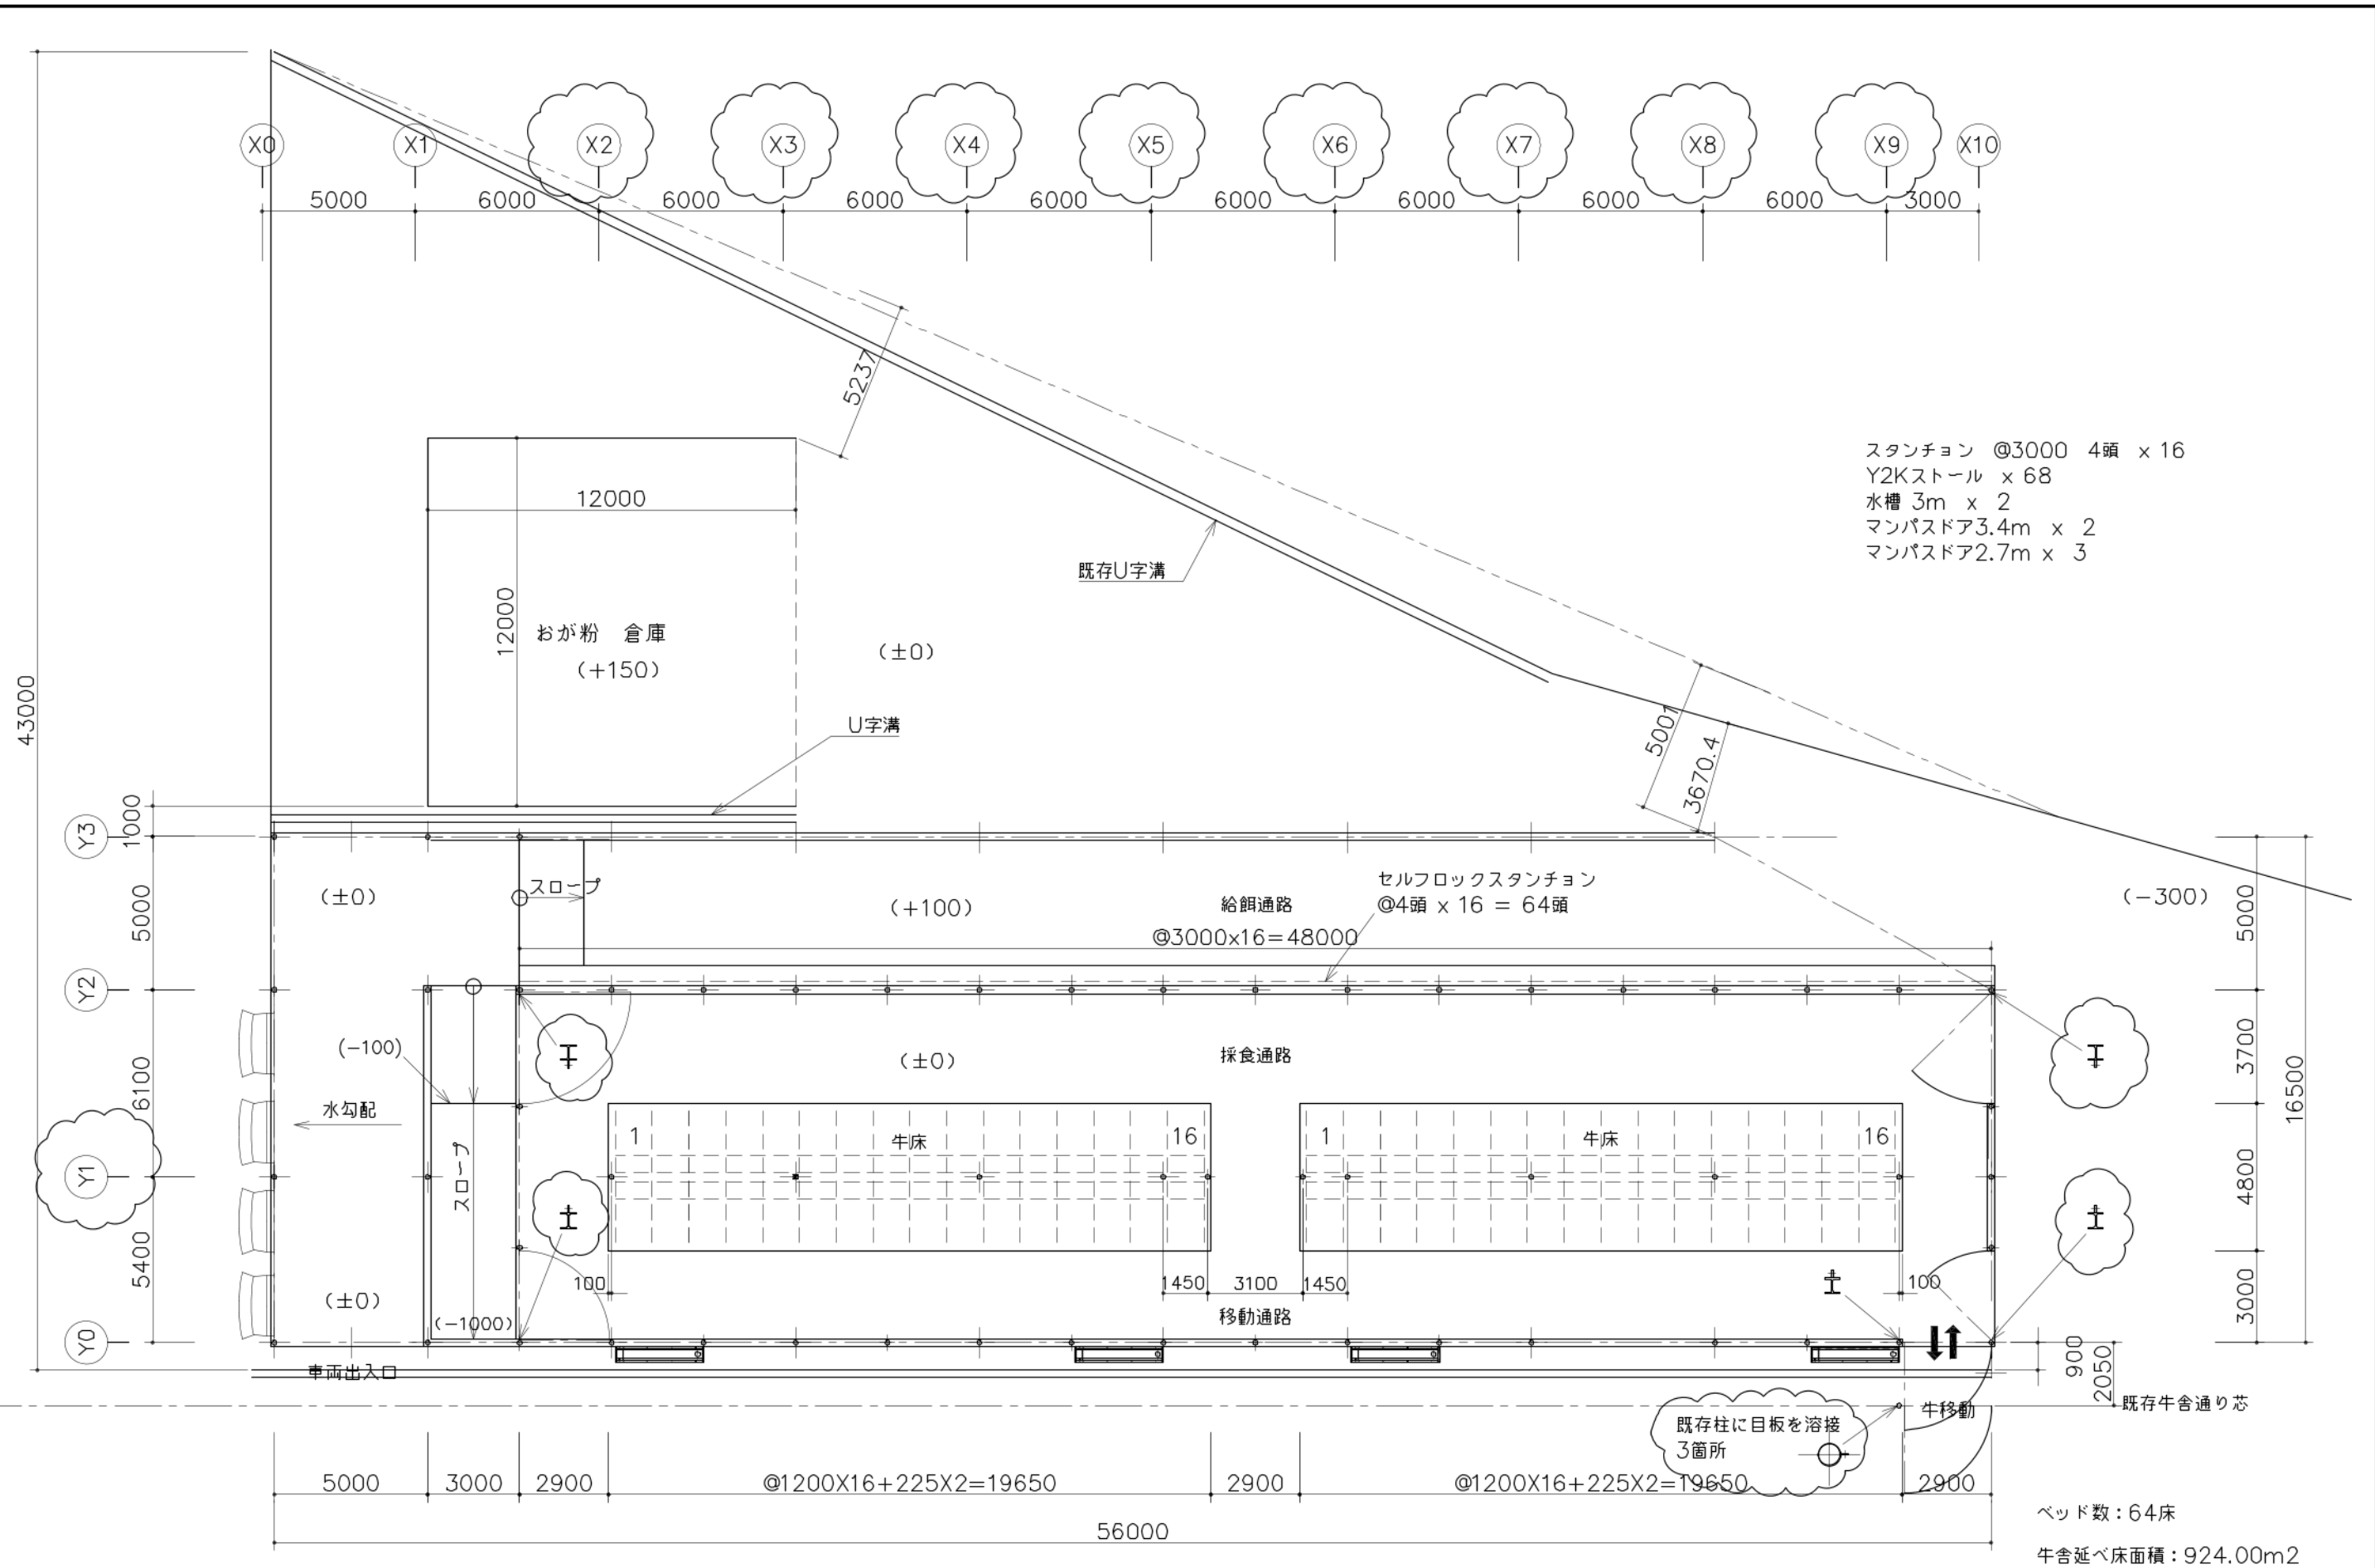 X0 X1 X2 X3 X4 X5 X6 X7 X8 X9 X10
5000 6000 6000 6000 6000 6000 6000 6000 6000 3000
5237
スタンチョン @3000 4頭 x 16
Y2Kストール x 68
水槽 3m x 2
マンパスドア3.4m x 2
マンパスドア2.7m x 3
12000
既存U字溝
12000
おが粉 倉庫
(+150)
(±0)
43000
U字溝
5001
3670.4
1000
Y3
スロープ
セルフロックスタンチョン
@4頭 x 16 = 64頭
(±0)
(+100)
給餌通路
(-300)
5000
5000
@3000x16=48000
Y2
(-100)
(±0)
採食通路
3700
16500
6100
水勾配
1
牛床
16
1
牛床
16
Y1
スロープ
4800
5400
100
1450
3100
1450
100
(±0)
(-1000)
移動通路
3000
Y0
車両出入口
900
2050
既存牛舎通り芯
牛移動
既存柱に目板を溶接
3箇所
5000 3000 2900 @1200X16+225X2=19650 2900 @1200X16+225X2=19650 2900
56000
ベッド数：64床
牛舎延べ床面積：924.00m2